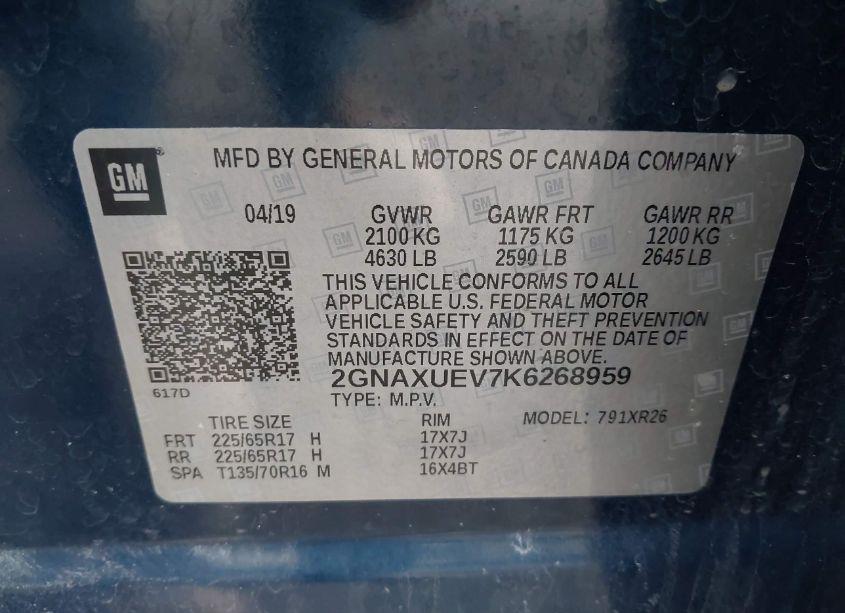 GM
MFD BY GENERAL MOTORS OF CANADA COMPANY
04/19 GVWR GAWR FRT GAWR RR
2100 KG 1175 KG 1200 KG
4630 LB 2590 LB 2645 LB
THIS VEHICLE CONFORMS TO ALL
APPLICABLE U.S. FEDERAL MOTOR
VEHICLE SAFETY AND THEFT PREVENTION
STANDARDS IN EFFECT ON THE DATE OF
MANUFACTURE SHOWN ABOVE.
2GNAXUEV7K6268959
617D
TYPE: M.P.V.
TIRE SIZE RIM MODEL: 791XR26
FRT 225/65R17 H 17X7J
RR 225/65R17 H 17X7J
SPA T135/70R16 M 16X4BT